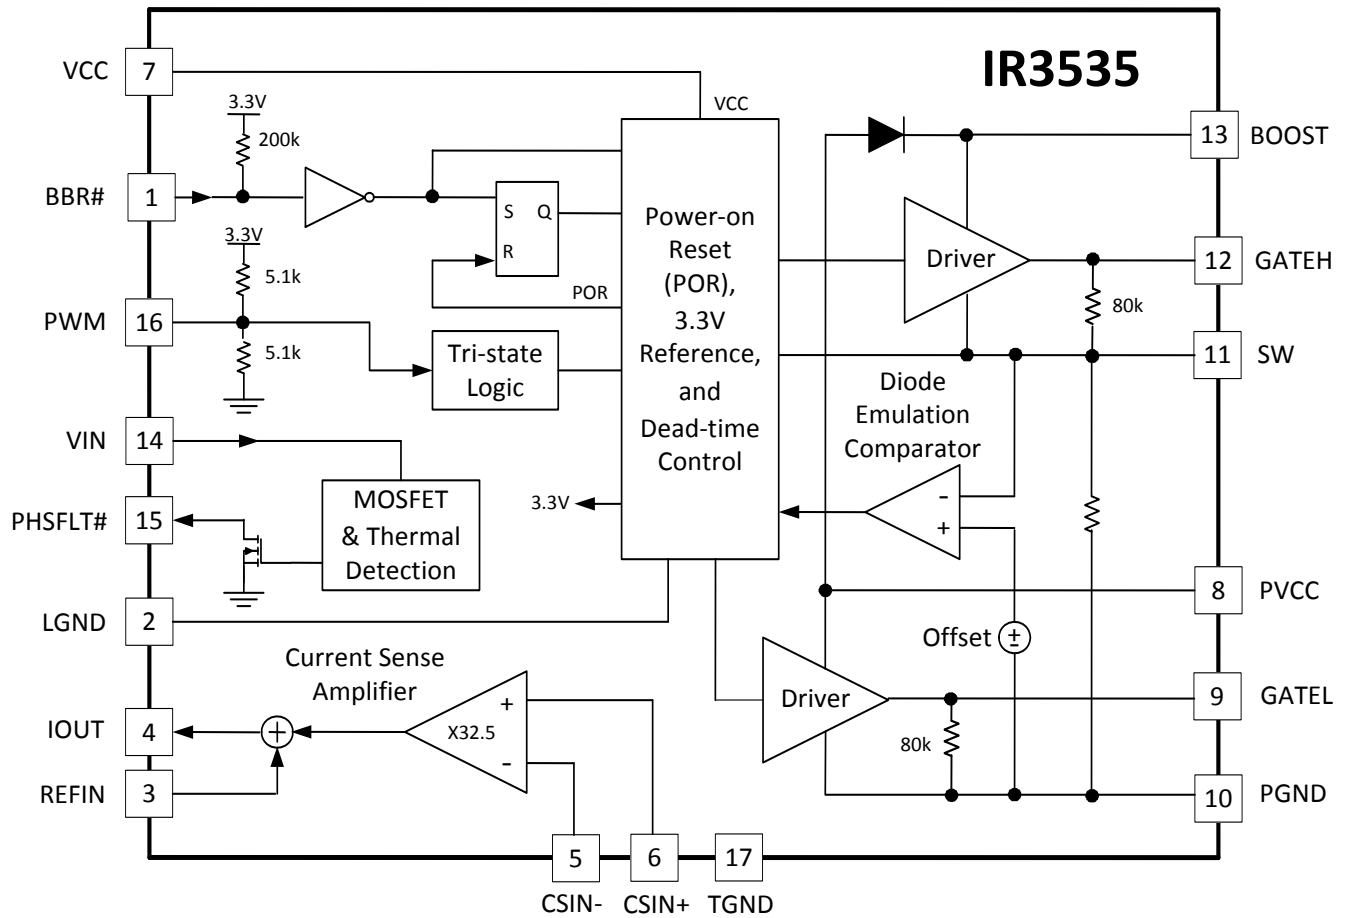 IR3535
VCC
7
VCC
3.3V
200k
BBR#
1
S
Q
R
POR
3.3V
5.1k
5.1k
PWM
16
Tri-state
Logic
VIN
14
PHSFLT#
15
MOSFET
& Thermal
Detection
3.3V
LGND
2
Power-on
Reset
(POR),
3.3V
Reference,
and
Dead-time
Control
Current Sense
Amplifier
X32.5
+
-
IOUT
4
+
REFIN
3
5
CSIN-
6
CSIN+
17
TGND
13
BOOST
Driver
12
GATEH
80k
11
SW
Diode
Emulation
Comparator
-
+
8
PVCC
Offset
±
Driver
9
GATEL
80k
10
PGND